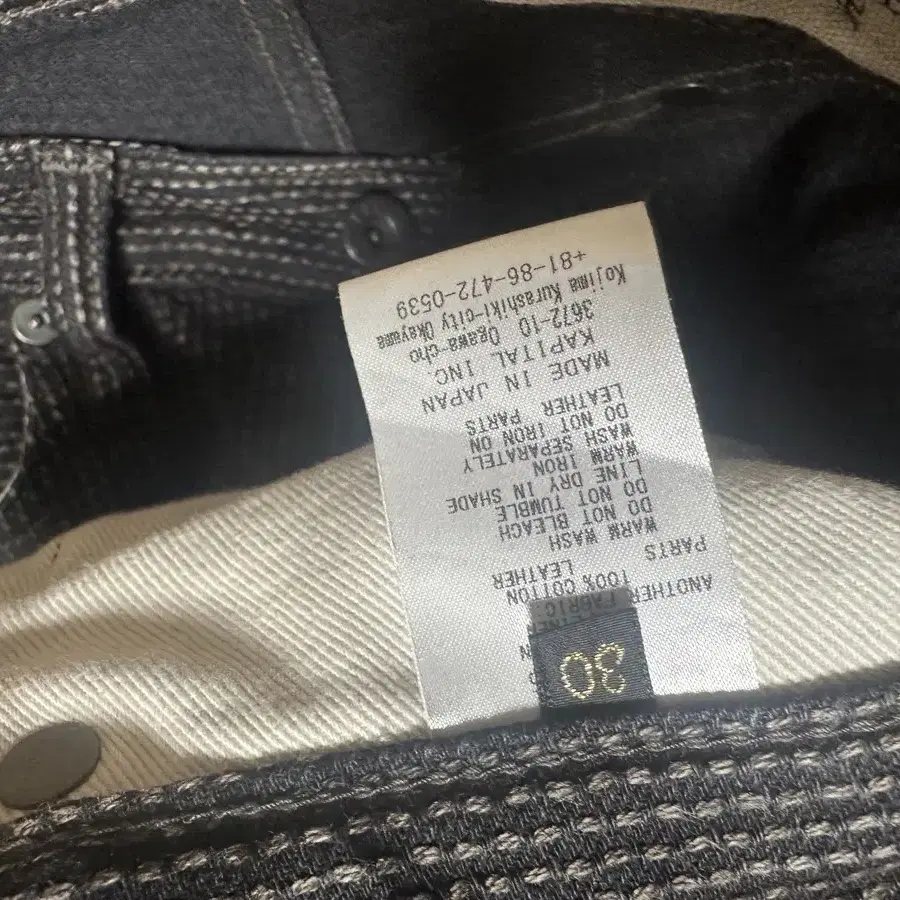 30
ANOTHER FABRIC:
100% COTTON
PARTS LEATHER
WARM WASH
DO NOT BLEACH
DO NOT TUMBLE
LINE DRY IN SHADE
WARM IRON
WASH SEPARATELY
DO NOT IRON ON
LEATHER PARTS
MADE IN JAPAN
KAPITAL INC.
3672-10 Ogawa-cho
Kojima Kurashiki-city Okayama
+81-86-472-0539